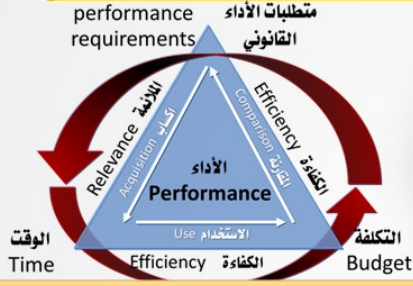 performance
requirements
متطلبات الأداء
القانوني
Relevance الملائمة
Acquisition اكتساب
Efficiency الكفاءة
Comparison المقارنة
الأداء
Performance
Use الاستخدام
الوقت
Time
Efficiency الكفاءة
التكلفة
Budget